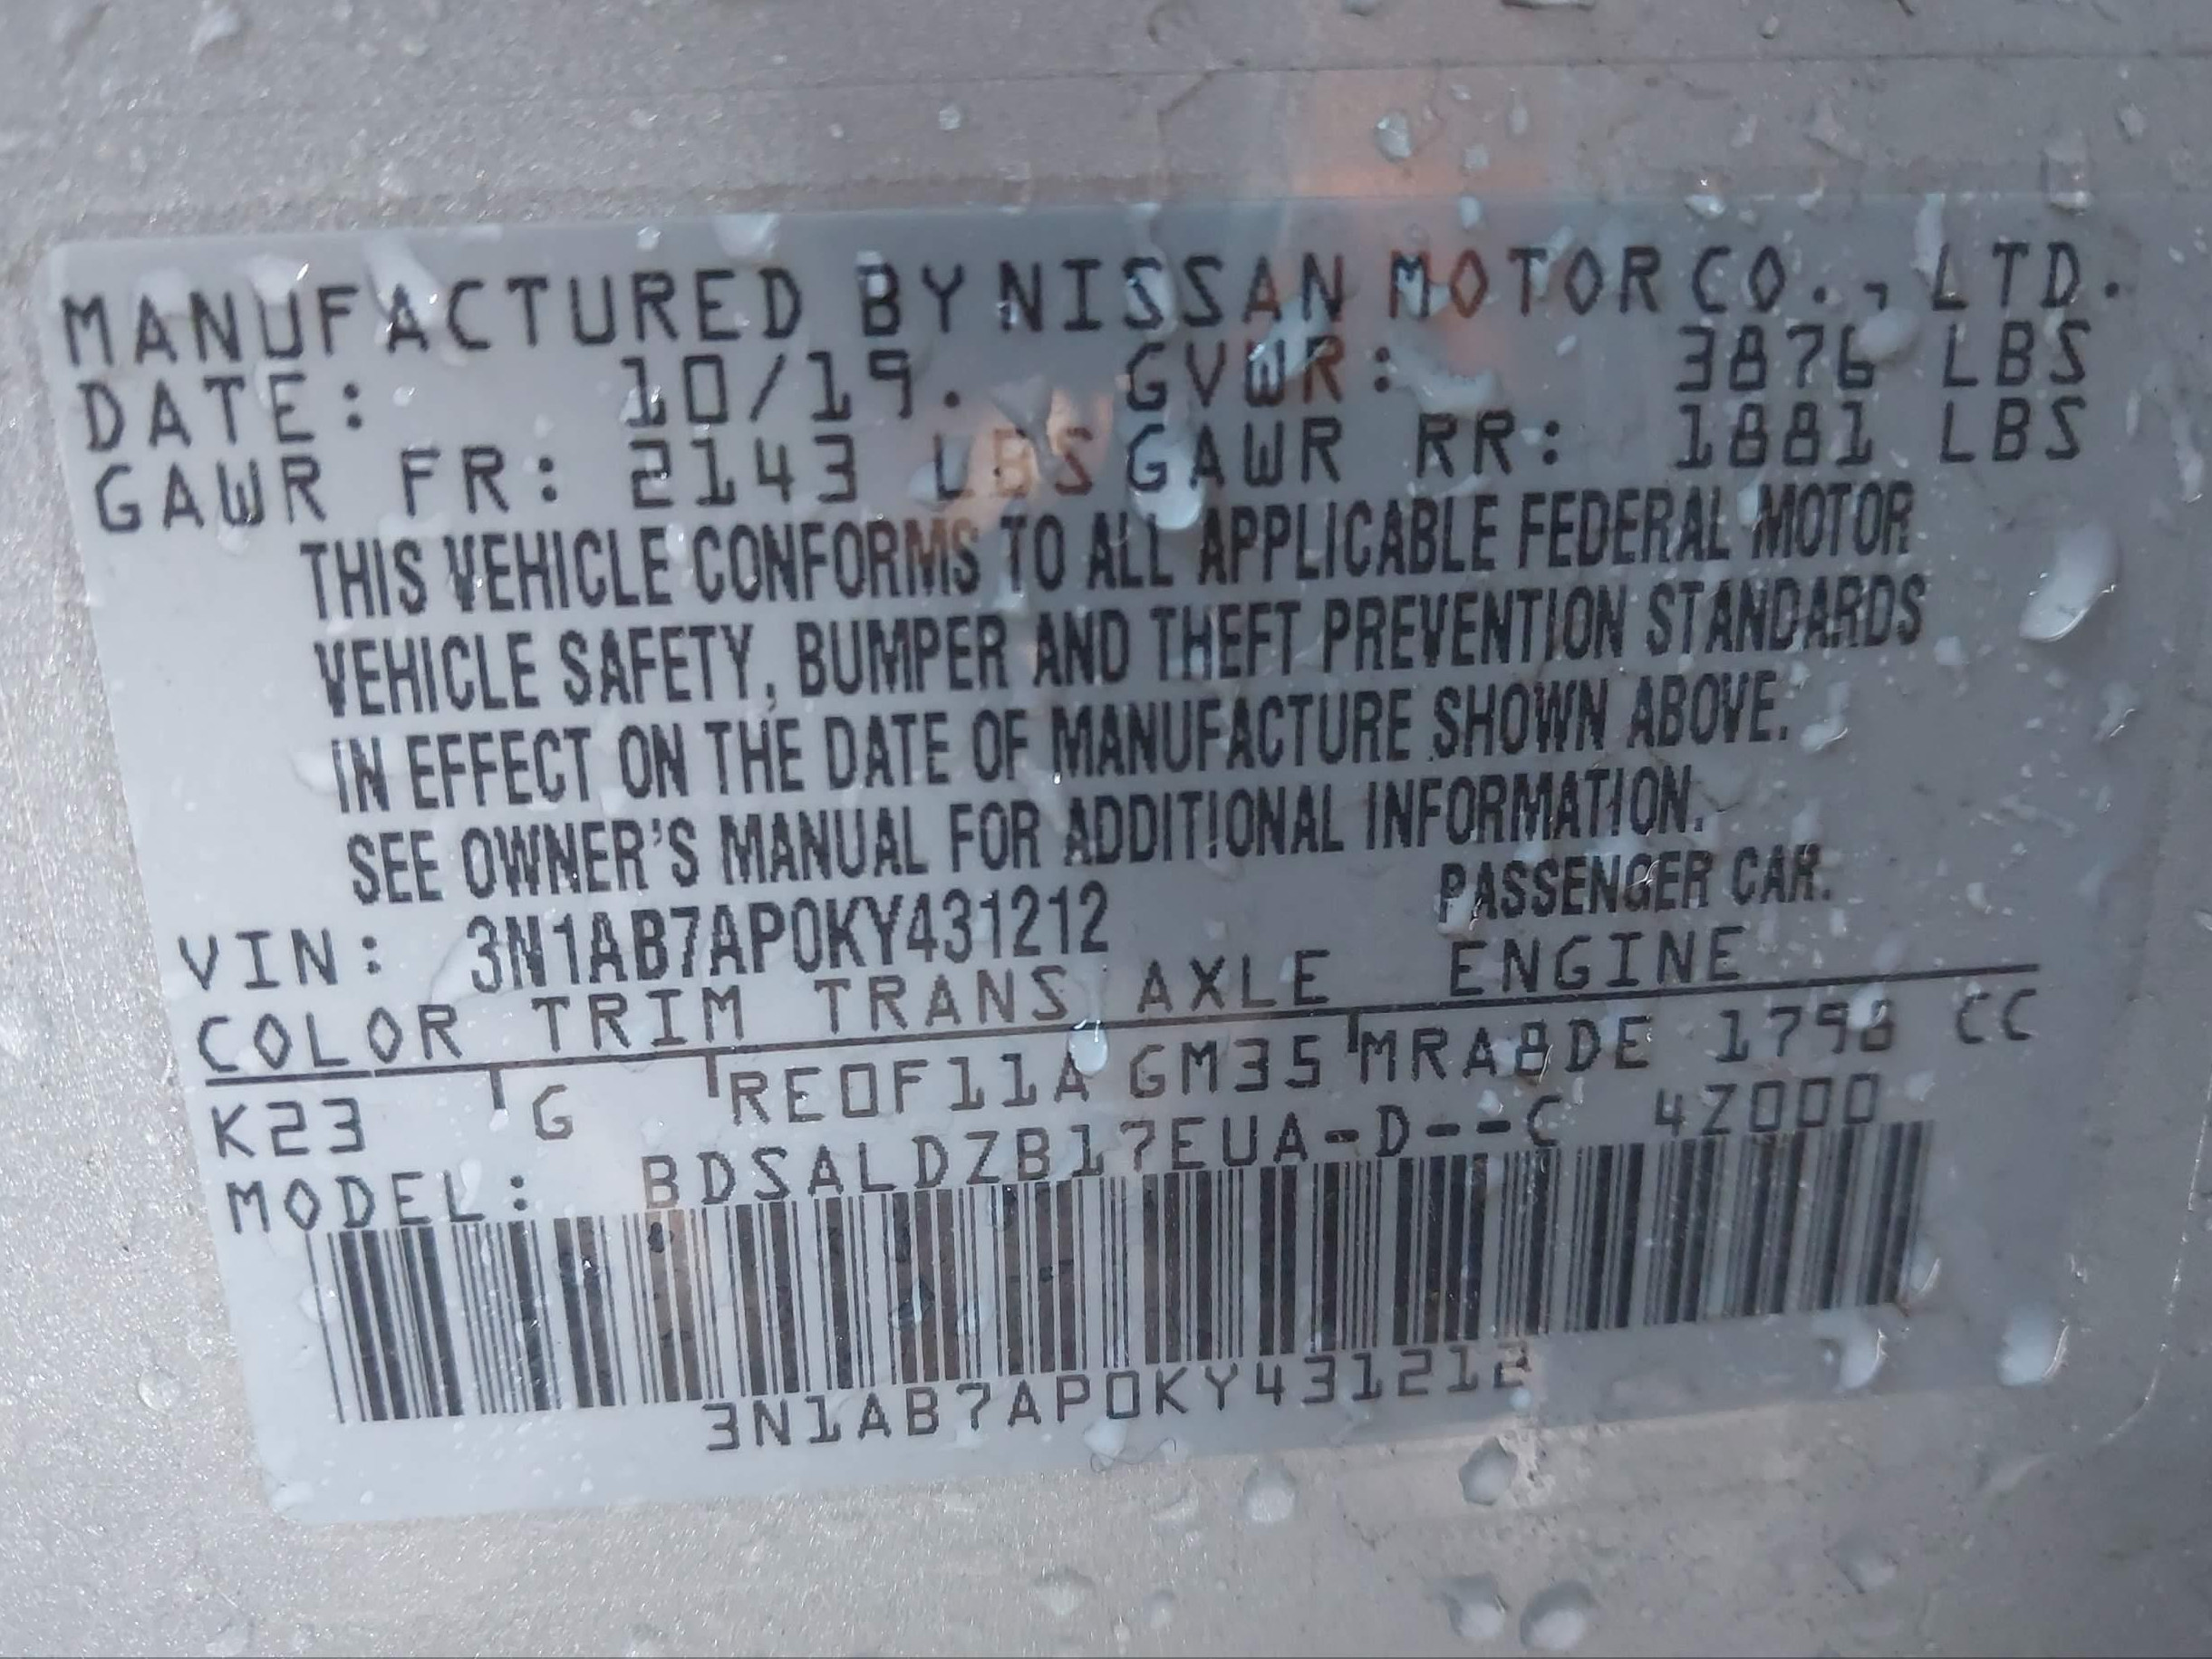 MANUFACTURED BY NISSAN MOTOR CO., LTD.
DATE: 10/19. GVWR: 3876 LBS
GAWR FR: 2143 LBS GAWR RR: 1881 LBS
THIS VEHICLE CONFORMS TO ALL APPLICABLE FEDERAL MOTOR
VEHICLE SAFETY, BUMPER AND THEFT PREVENTION STANDARDS
IN EFFECT ON THE DATE OF MANUFACTURE SHOWN ABOVE.
SEE OWNER'S MANUAL FOR ADDITIONAL INFORMATION.
PASSENGER CAR.
VIN: 3N1AB7AP0KY431212
COLOR TRIM TRANS AXLE ENGINE
K23 G RE0F11A GM35 MRA8DE 1798 CC
MODEL: BDSALDZB17EUA-D--C 4Z000
3N1AB7AP0KY431212